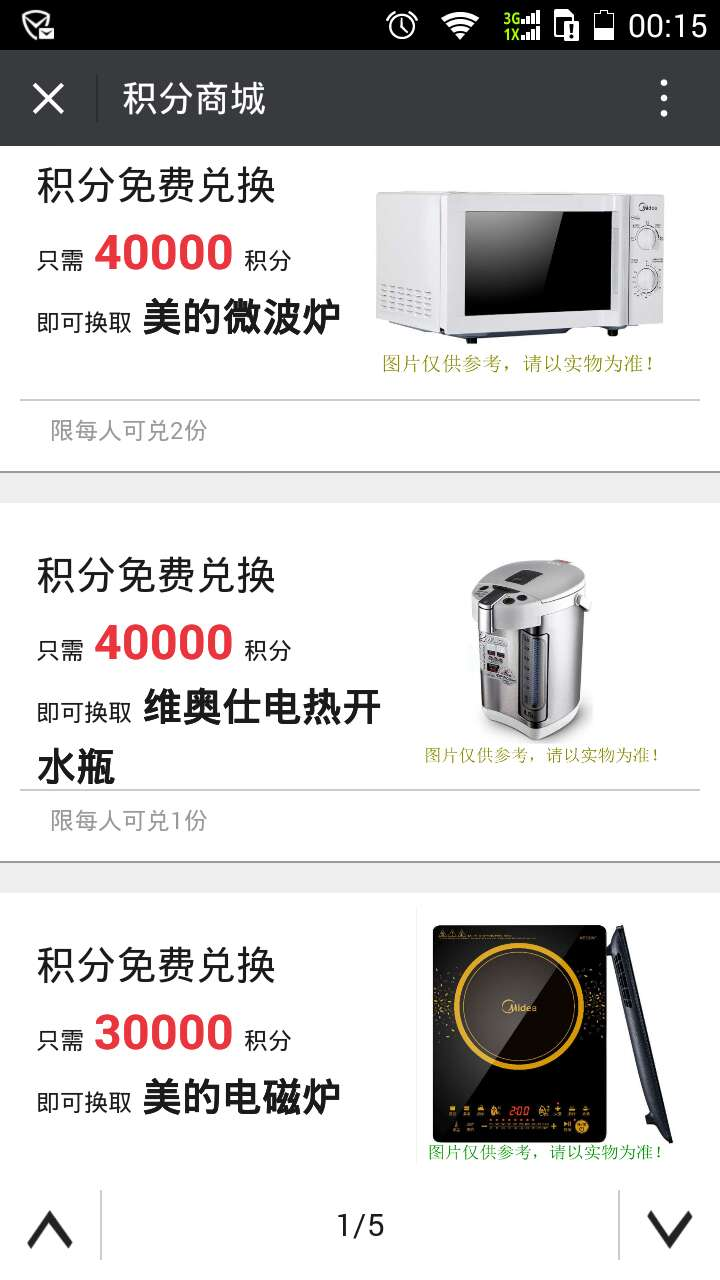 3G
1X
00:15
积分商城
积分免费兑换
只需 40000 积分
即可换取 美的微波炉
Midea
图片仅供参考，请以实物为准！
限每人可兑2份
积分免费兑换
只需 40000 积分
即可换取 维奥仕电热开
水瓶
图片仅供参考，请以实物为准！
限每人可兑1份
积分免费兑换
只需 30000 积分
即可换取 美的电磁炉
Midea
2:00
图片仅供参考，请以实物为准！
1/5